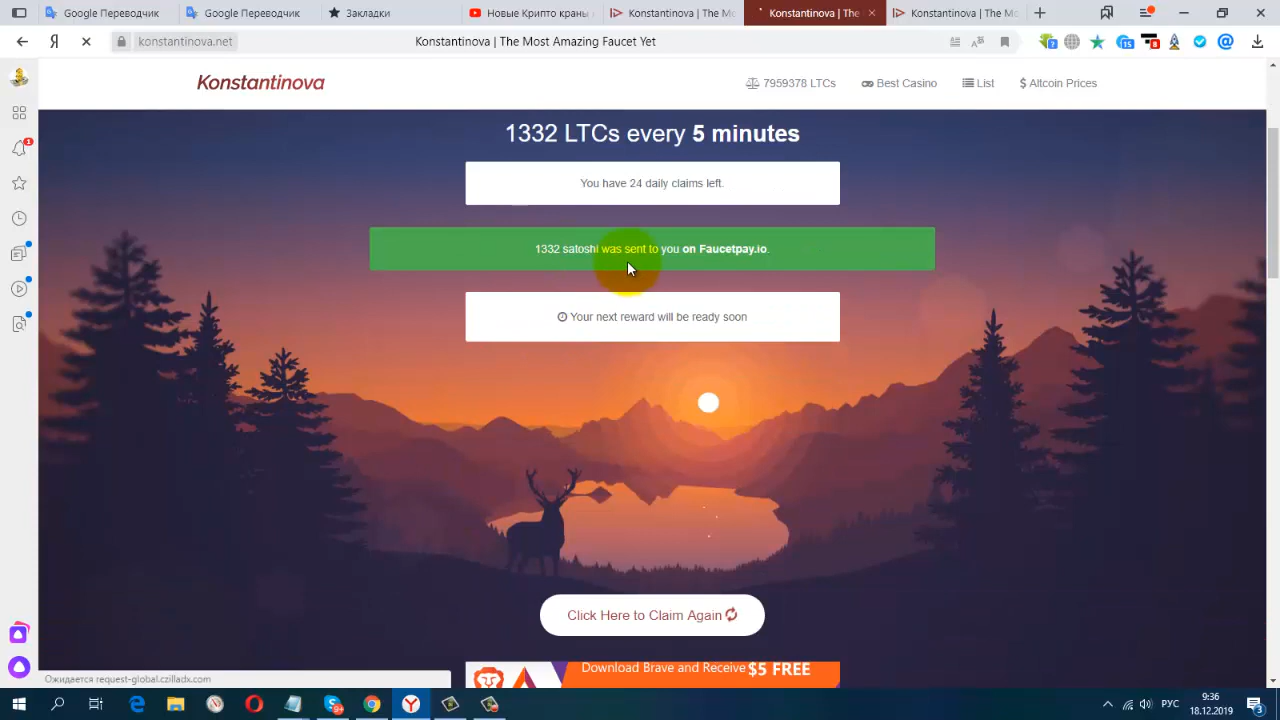 Google Переводчик
Google Переводчик
Закладки
Новые Крипто краны
Konstantinova | The Mo
Konstantinova | The
Konstantinova | The Mo
konstantinova.net
Konstantinova | The Most Amazing Faucet Yet
Konstantinova
7959378 LTCs
Best Casino
List
Altcoin Prices
1332 LTCs every 5 minutes
You have 24 daily claims left.
1332 satoshi was sent to you on Faucetpay.io.
Your next reward will be ready soon
Click Here to Claim Again
Download Brave and Receive $5 FREE
Ожидается request-global.czilladx.com
РУС
9:36
18.12.2019